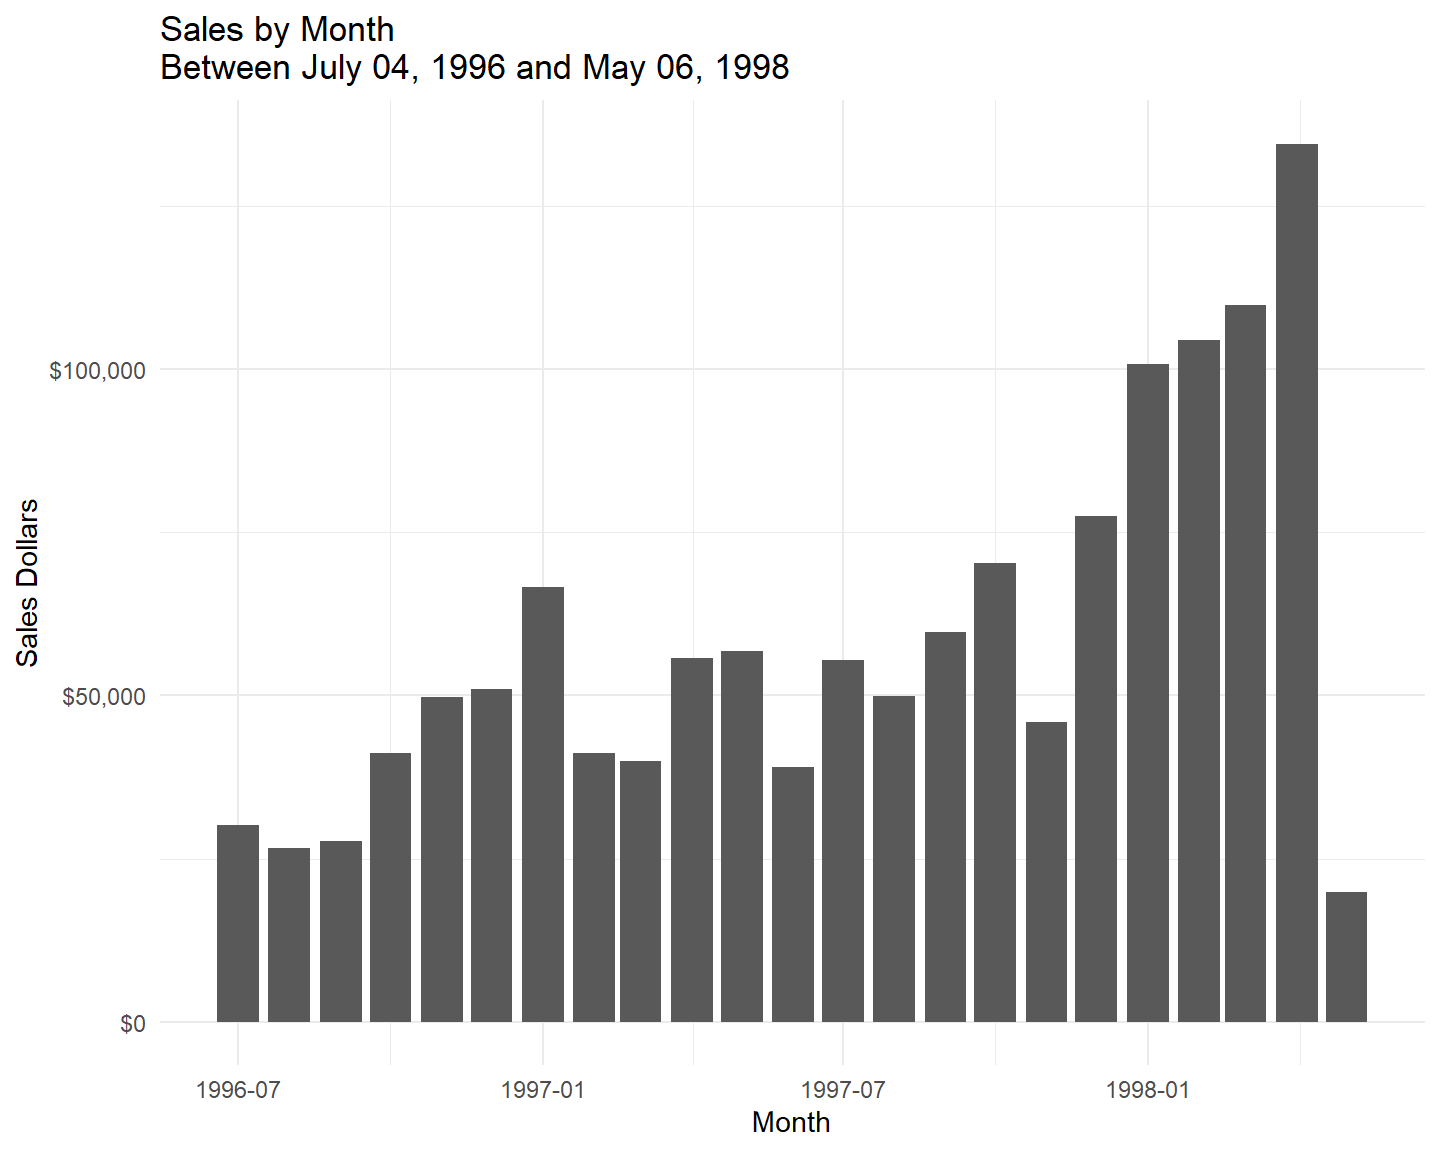 Sales by Month
Between July 04, 1996 and May 06, 1998
Sales Dollars
$100,000
$50,000
$0
1996-07
1997-01
1997-07
1998-01
Month